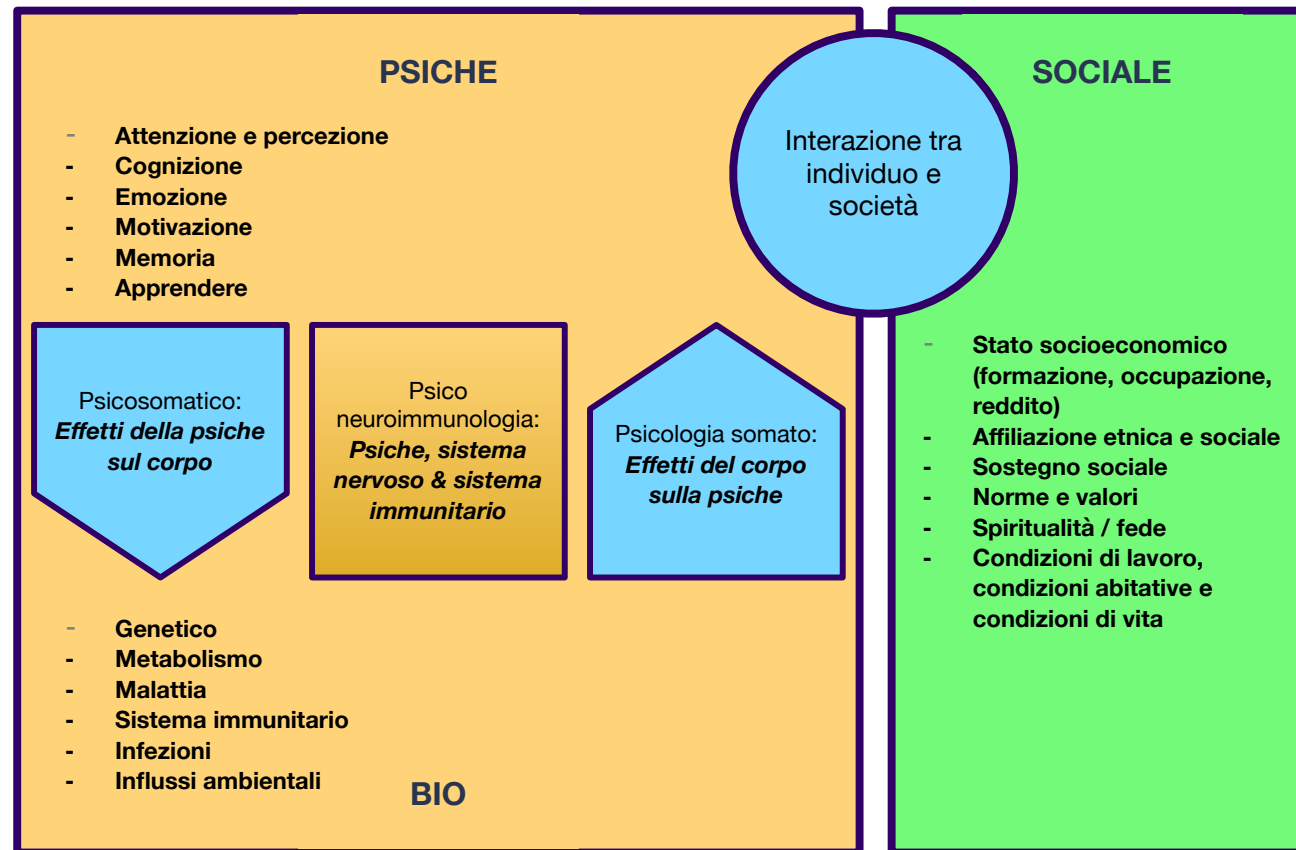 PSICHE
- Attenzione e percezione
- Cognizione
- Emozione
- Motivazione
- Memoria
- Apprendere
Psicosomatico:
Effetti della psiche
sul corpo
Psico
neuroimmunologia:
Psiche, sistema
nervoso & sistema
immunitario
Psicologia somato:
Effetti del corpo
sulla psiche
- Genetico
- Metabolismo
- Malattia
- Sistema immunitario
- Infezioni
- Influssi ambientali
BIO
Interazione tra
individuo e
società
SOCIALE
- Stato socioeconomico
(formazione, occupazione,
reddito)
- Affiliazione etnica e sociale
- Sostegno sociale
- Norme e valori
- Spiritualità / fede
- Condizioni di lavoro,
condizioni abitative e
condizioni di vita